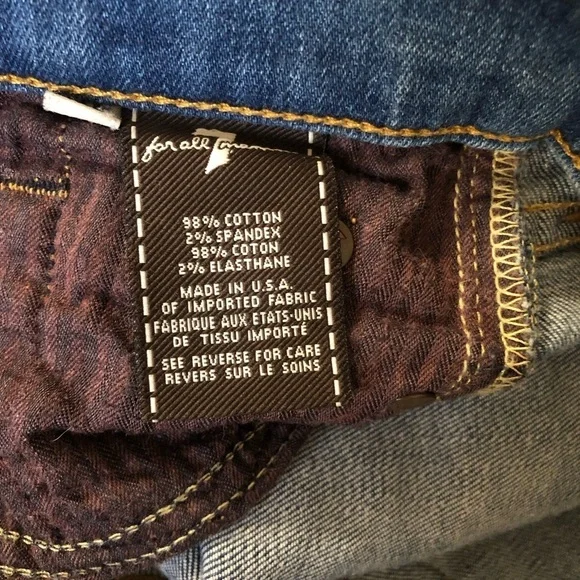 7
for all mankind
98% COTTON
2% SPANDEX
98% COTON
2% ELASTHANE
MADE IN U.S.A.
OF IMPORTED FABRIC
FABRIQUE AUX ETATS-UNIS
DE TISSU IMPORTÉ
SEE REVERSE FOR CARE
REVERS SUR LE SOINS